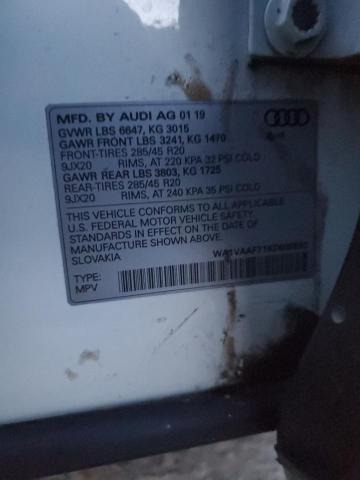 MFD. BY AUDI AG 01 19
GVWR LBS 6647, KG 3015
GAWR FRONT LBS 3241, KG 1470
FRONT-TIRES 285/45 R20
9JX20 RIMS, AT 220 KPA 32 PSI COLD
GAWR REAR LBS 3803, KG 1725
REAR-TIRES 285/45 R20
9JX20 RIMS, AT 240 KPA 35 PSI COLD
THIS VEHICLE CONFORMS TO ALL APPLICABLE
U.S. FEDERAL MOTOR VEHICLE SAFETY
STANDARDS IN EFFECT ON THE DATE OF
MANUFACTURE SHOWN ABOVE.
SLOVAKIA
TYPE:
MPV